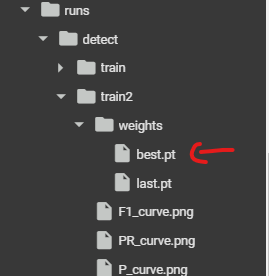 runs
detect
train
train2
weights
best.pt
last.pt
F1_curve.png
PR_curve.png
P_curve.png